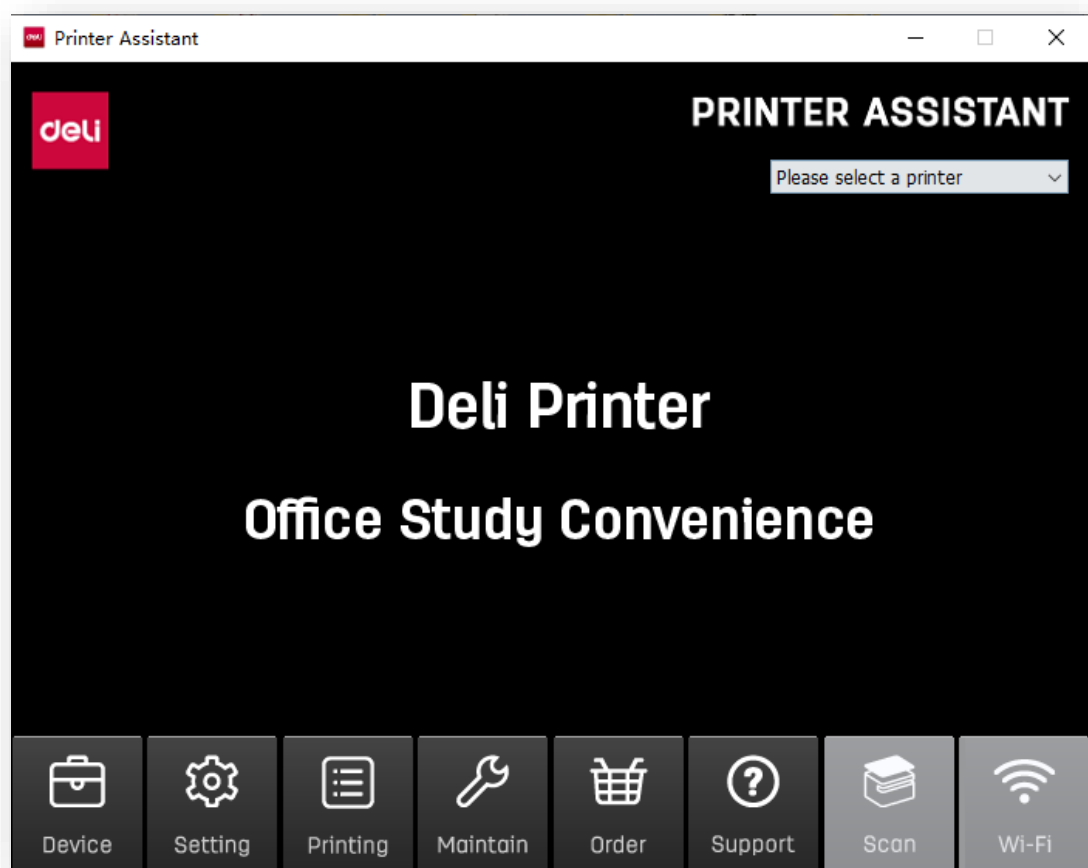 deli Printer Assistant
deli
PRINTER ASSISTANT
Please select a printer
Deli Printer
Office Study Convenience
Device
Setting
Printing
Maintain
Order
Support
Scan
Wi-Fi